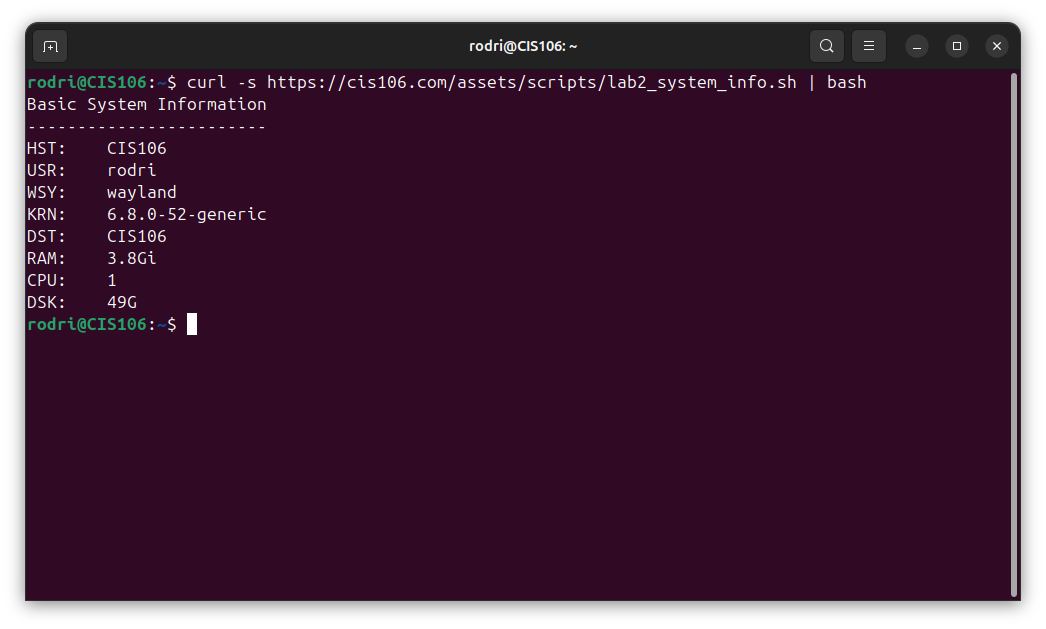 rodri@CIS106: ~
rodri@CIS106:~$ curl -s https://cis106.com/assets/scripts/lab2_system_info.sh | bash
Basic System Information
------------------------
HST:    CIS106
USR:    rodri
WSY:    wayland
KRN:    6.8.0-52-generic
DST:    CIS106
RAM:    3.8Gi
CPU:    1
DSK:    49G
rodri@CIS106:~$